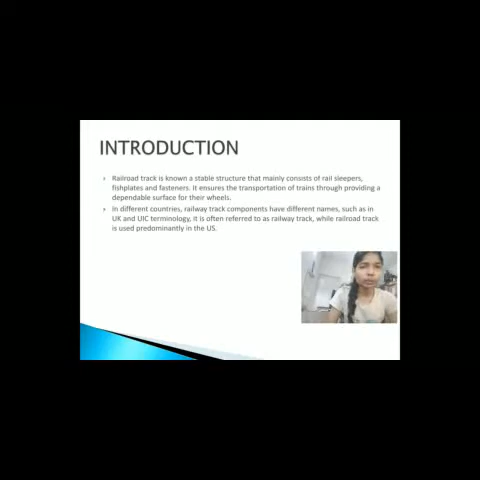 INTRODUCTION
Railroad track is known a stable structure that mainly consists of rail sleepers,
fishplates and fasteners. It ensures the transportation of trains through providing a
dependable surface for their wheels.
In different countries, railway track components have different names, such as in
UK and UIC terminology, it is often referred to as railway track, while railroad track
is used predominantly in the US.